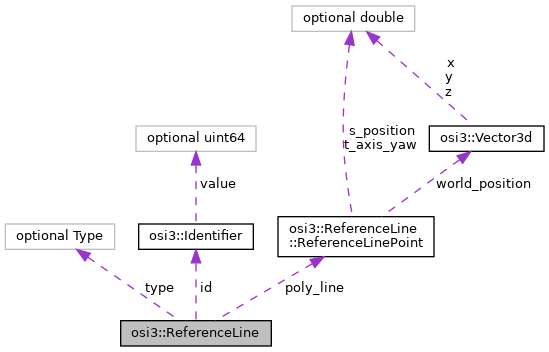 optional double
x
y
z
s_position
t_axis_yaw
optional uint64
osi3::Vector3d
value
world_position
optional Type
osi3::Identifier
osi3::ReferenceLine
::ReferenceLinePoint
type
id
poly_line
osi3::ReferenceLine